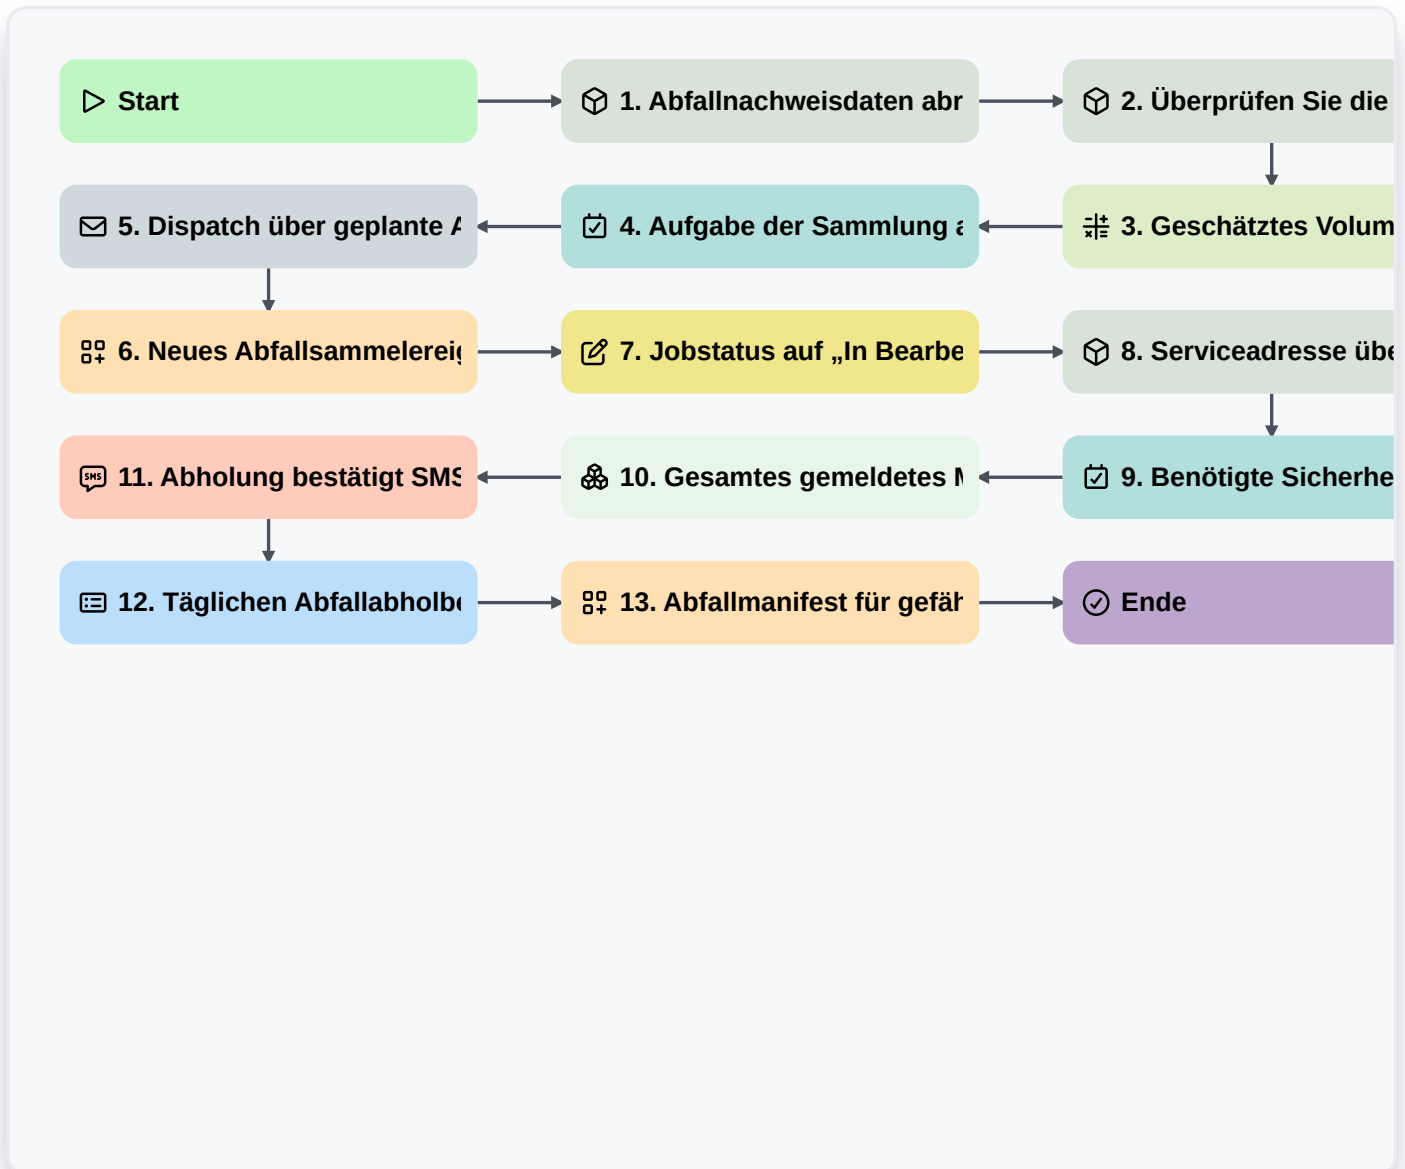 Start
1. Abfallnachweisdaten abr
2. Überprüfen Sie die
3. Geschätztes Volum
4. Aufgabe der Sammlung a
5. Dispatch über geplante A
6. Neues Abfallsammelereig
7. Jobstatus auf „In Bearbe
8. Serviceadresse übe
9. Benötigte Sicherhe
10. Gesamtes gemeldetes M
11. Abholung bestätigt SMS
12. Täglichen Abfallabholbe
13. Abfallmanifest für gefäh
Ende